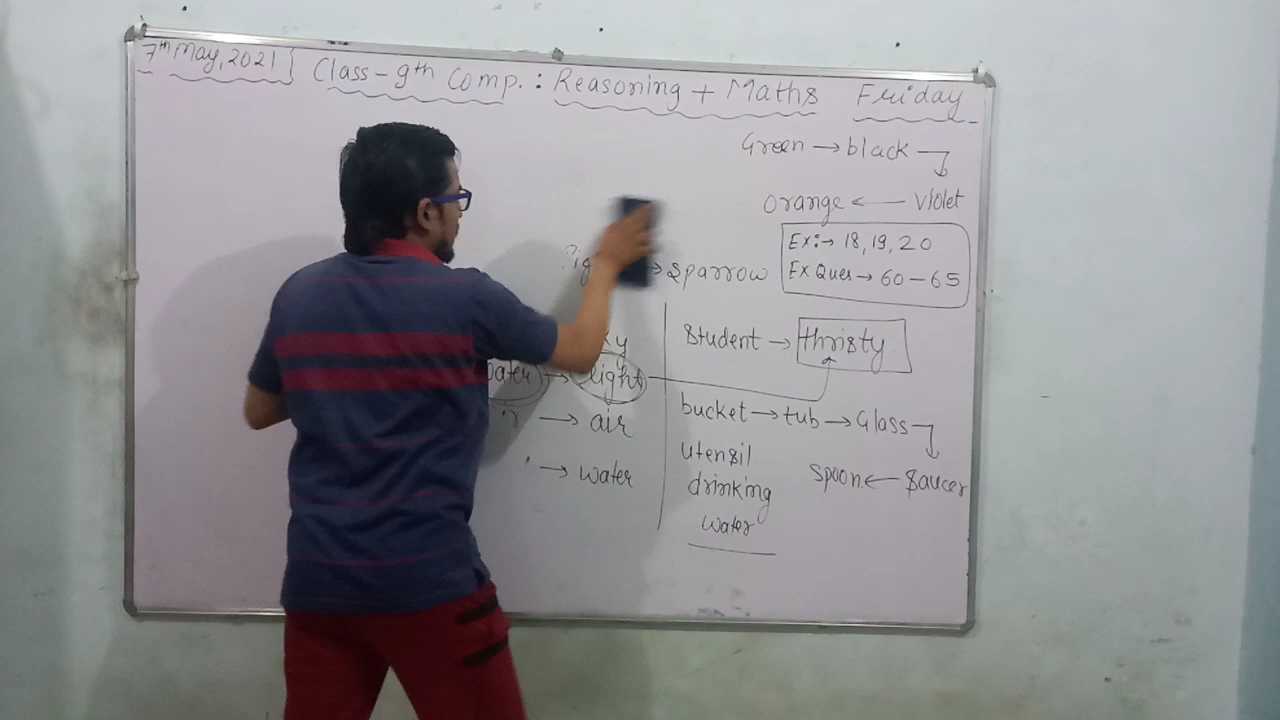 7th May, 2021 Class-9th Comp.: Reasoning + Maths Friday
Green → black
orange ← violet
Ex:→ 18, 19, 20
Ex Ques → 60-65
→ sparrow
Student → thristy
water → light
→ air
→ water
bucket → tub → Glass
spoon ← Saucer
utensil
drinking
water